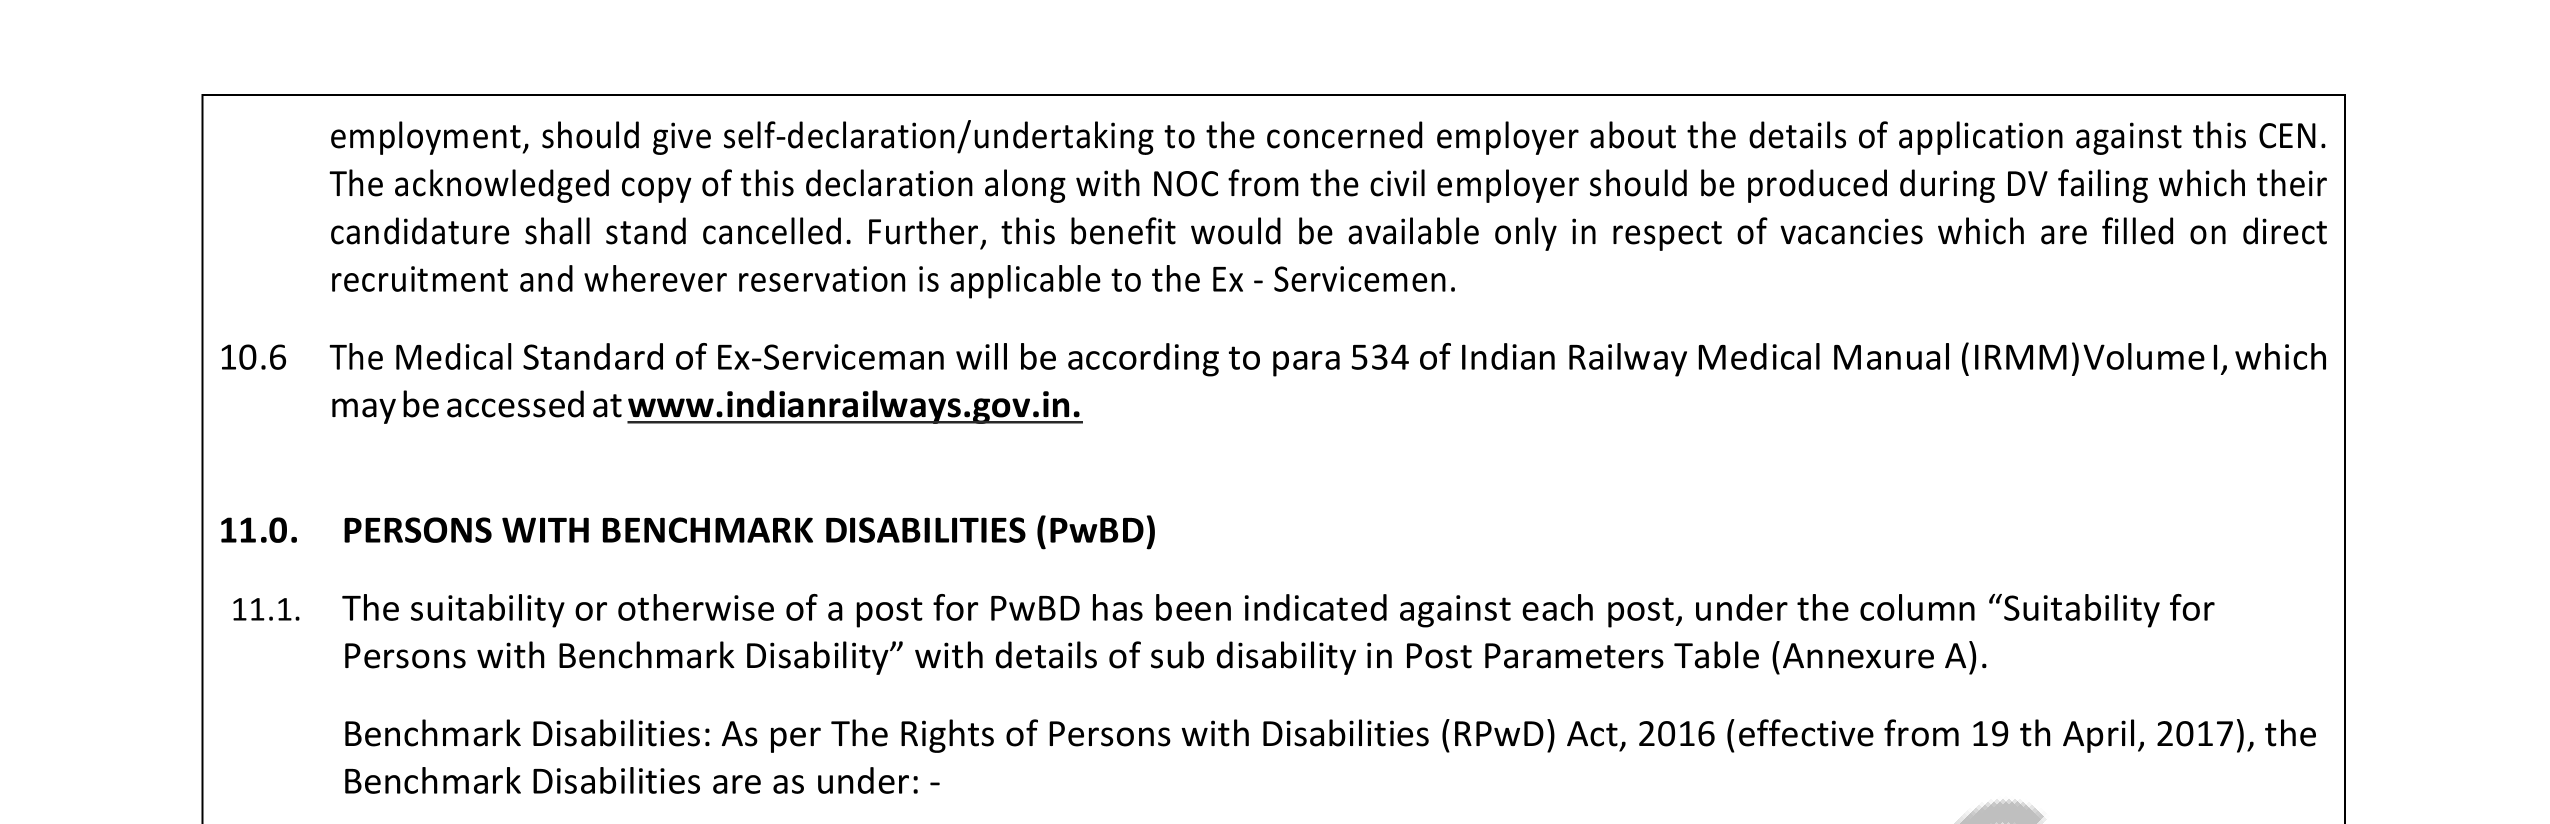 employment, should give self-declaration/undertaking to the concerned employer about the details of application against this CEN.
The acknowledged copy of this declaration along with NOC from the civil employer should be produced during DV failing which their
candidature shall stand cancelled. Further, this benefit would be available only in respect of vacancies which are filled on direct
recruitment and wherever reservation is applicable to the Ex - Servicemen.
10.6 The Medical Standard of Ex-Serviceman will be according to para 534 of Indian Railway Medical Manual (IRMM)Volume I, which
may be accessed at www.indianrailways.gov.in.
11.0. PERSONS WITH BENCHMARK DISABILITIES (PwBD)
11.1. The suitability or otherwise of a post for PwBD has been indicated against each post, under the column “Suitability for
Persons with Benchmark Disability” with details of sub disability in Post Parameters Table (Annexure A).
Benchmark Disabilities: As per The Rights of Persons with Disabilities (RPwD) Act, 2016 (effective from 19 th April, 2017), the
Benchmark Disabilities are as under: -